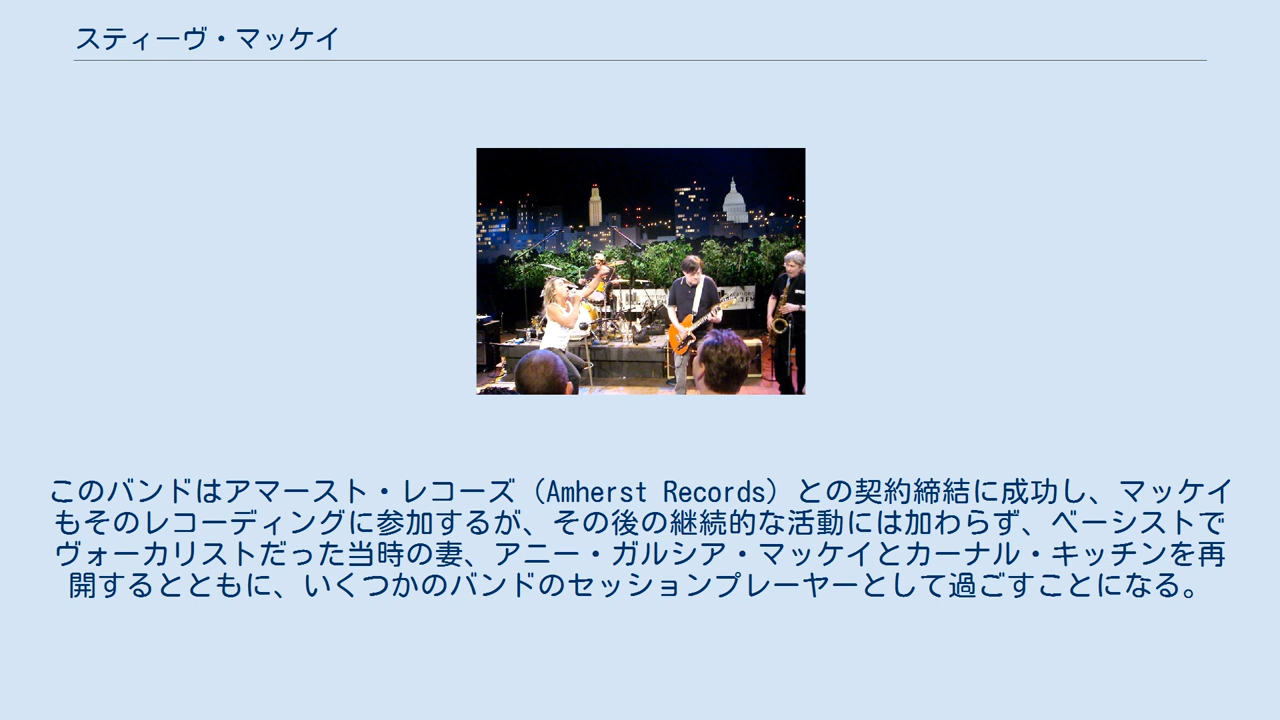 スティーヴ・マッケイ
このバンドはアマースト・レコーズ（Amherst Records）との契約締結に成功し、マッケイ
もそのレコーディングに参加するが、その後の継続的な活動には加わらず、ベーシストで
ヴォーカリストだった当時の妻、アニー・ガルシア・マッケイとカーナル・キッチンを再
開するとともに、いくつかのバンドのセッションプレーヤーとして過ごすことになる。